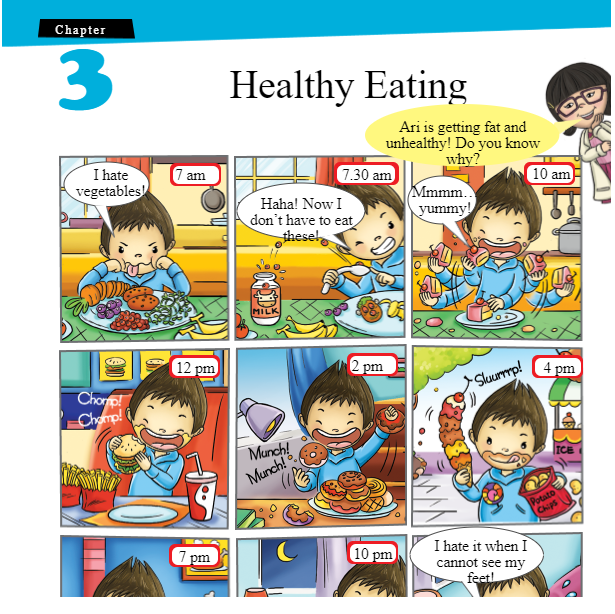 Chapter
3
Healthy Eating
Ari is getting fat and
unhealthy! Do you know
why?
I hate
vegetables!
7 am
7.30 am
Haha! Now I
don't have to eat
these!
MILK
10 am
Mmmm..
yummy!
12 pm
Chomp!
Chomp!
2 pm
Munch!
Munch!
4 pm
Sluurrrp!
ICE
Potato
Chips
7 pm
10 pm
I hate it when I
cannot see my
feet!